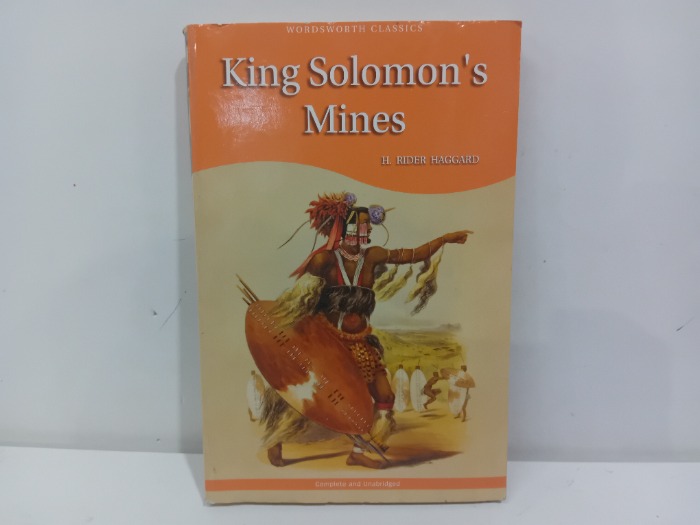 WORDSWORTH CLASSICS
King Solomon's
Mines
H. RIDER HAGGARD
Complete and Unabridged